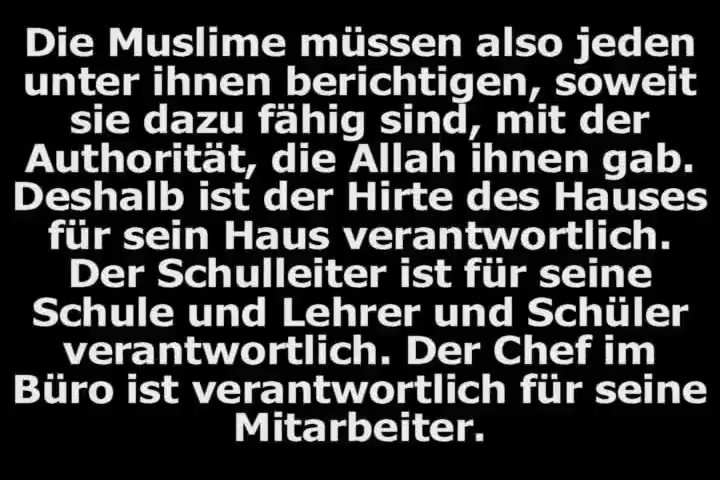 Die Muslime müssen also jeden
unter ihnen berichtigen, soweit
sie dazu fähig sind, mit der
Authorität, die Allah ihnen gab.
Deshalb ist der Hirte des Hauses
für sein Haus verantwortlich.
Der Schulleiter ist für seine
Schule und Lehrer und Schüler
verantwortlich. Der Chef im
Büro ist verantwortlich für seine
Mitarbeiter.